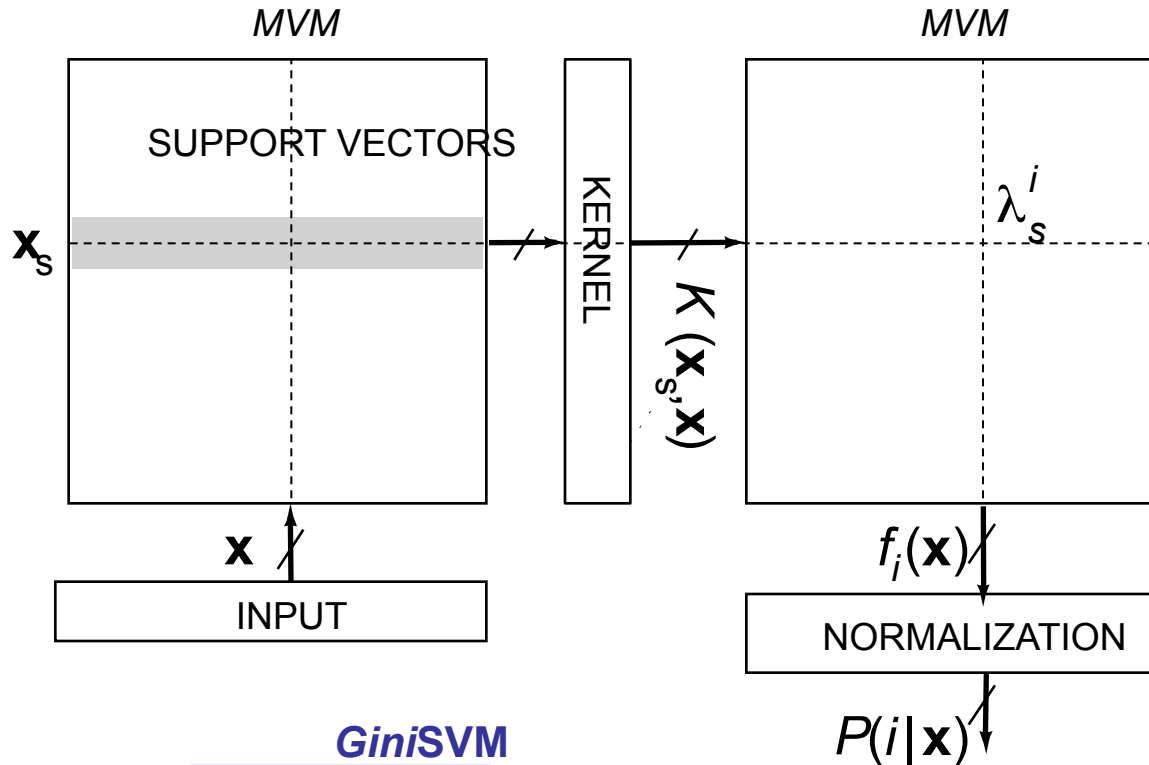 MVM
MVM
SUPPORT VECTORS
KERNEL
λ_s^i
x_s
K(x_s,x)
x
f_i(x)
INPUT
NORMALIZATION
GiniSVM
P(i|x)